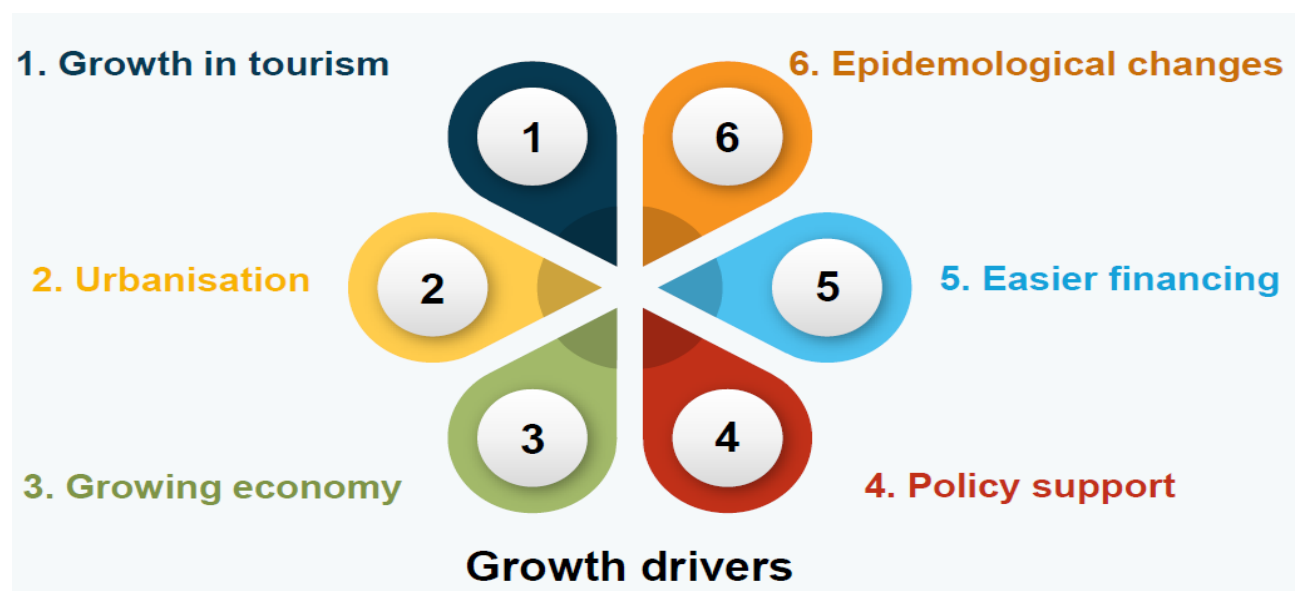 1. Growth in tourism
6. Epidemological changes
1
6
2. Urbanisation
2
5
5. Easier financing
3
4
3. Growing economy
4. Policy support
Growth drivers